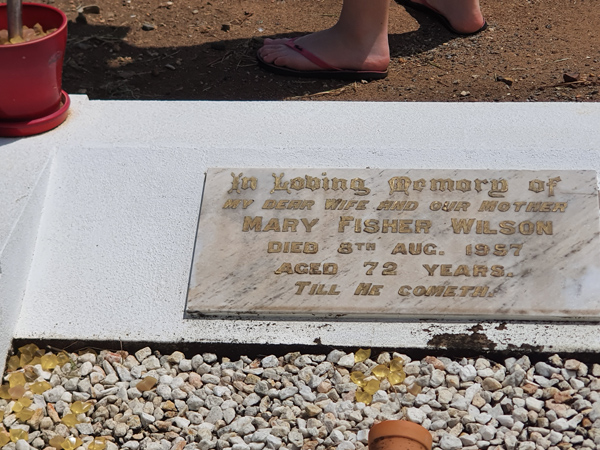 In Loving Memory of
MY DEAR WIFE AND OUR MOTHER
MARY FISHER WILSON
DIED 8TH AUG. 1957
AGED 72 YEARS.
TILL HE COMETH.